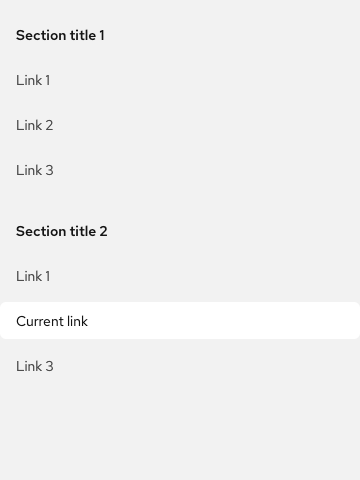 Section title 1
Link 1
Link 2
Link 3
Section title 2
Link 1
Current link
Link 3